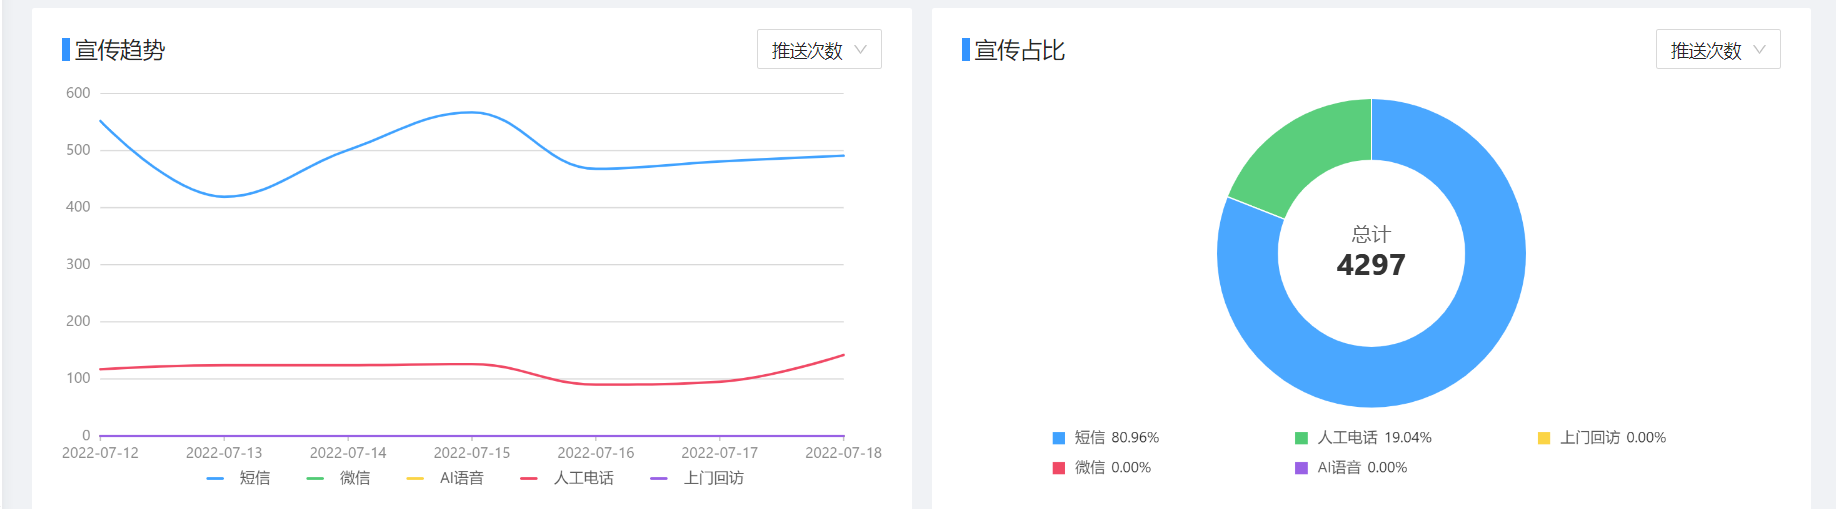 宣传趋势
推送次数
600
500
400
300
200
100
0
2022-07-12 2022-07-13 2022-07-14 2022-07-15 2022-07-16 2022-07-17 2022-07-18
短信 微信 AI语音 人工电话 上门回访
宣传占比
推送次数
总计
4297
短信 80.96% 人工电话 19.04% 上门回访 0.00%
微信 0.00% AI语音 0.00%